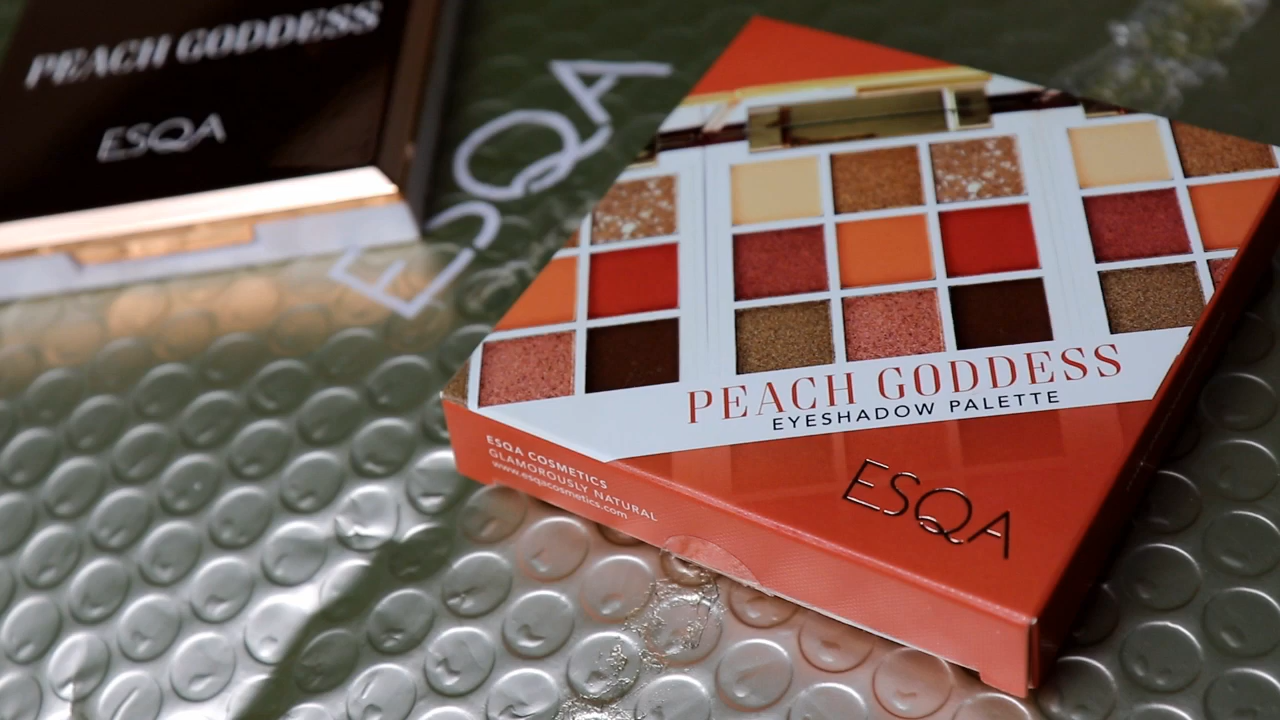 PEACH GODDESS
ESQA
ESQA
PEACH GODDESS
EYESHADOW PALETTE
ESQA
ESQA COSMETICS
GLAMOROUSLY NATURAL
www.esqacosmetics.com